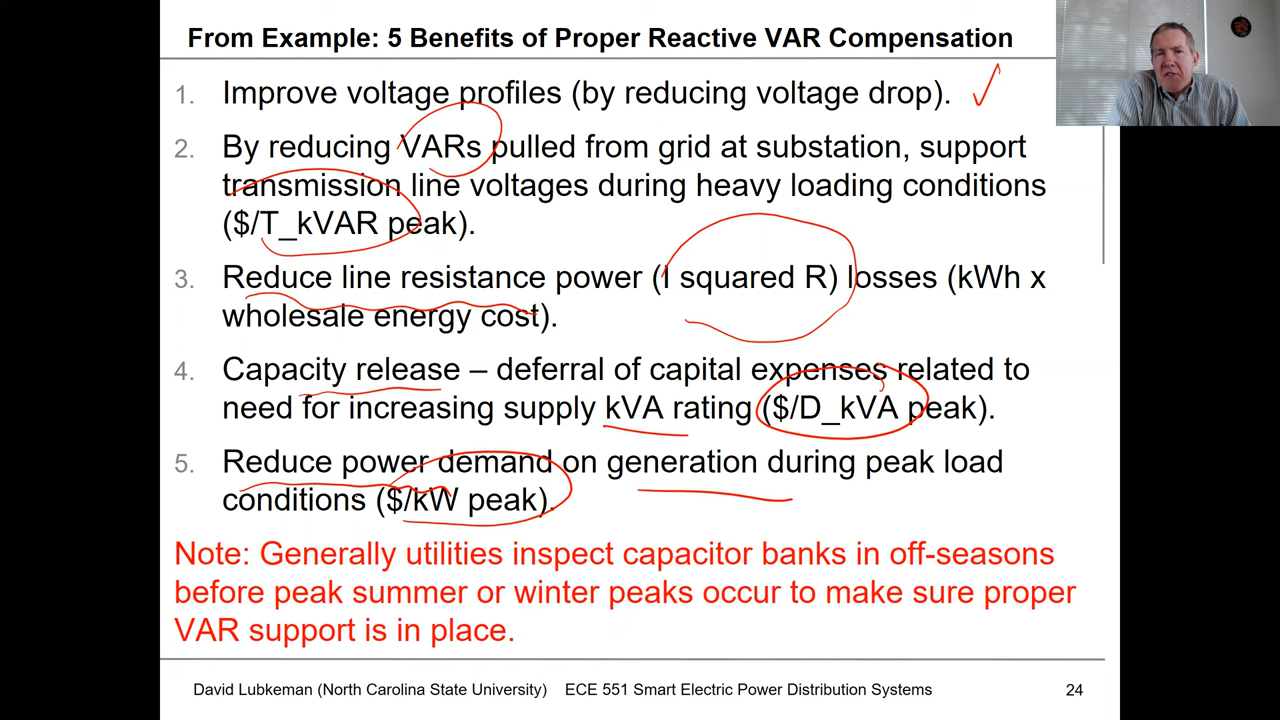 From Example: 5 Benefits of Proper Reactive VAR Compensation
1. Improve voltage profiles (by reducing voltage drop).
2. By reducing VARs pulled from grid at substation, support
transmission line voltages during heavy loading conditions
($/T_kVAR peak).
3. Reduce line resistance power (I squared R) losses (kWh x
wholesale energy cost).
4. Capacity release – deferral of capital expenses related to
need for increasing supply kVA rating ($/D_kVA peak).
5. Reduce power demand on generation during peak load
conditions ($/kW peak).
Note: Generally utilities inspect capacitor banks in off-seasons
before peak summer or winter peaks occur to make sure proper
VAR support is in place.
David Lubkeman (North Carolina State University) ECE 551 Smart Electric Power Distribution Systems 24